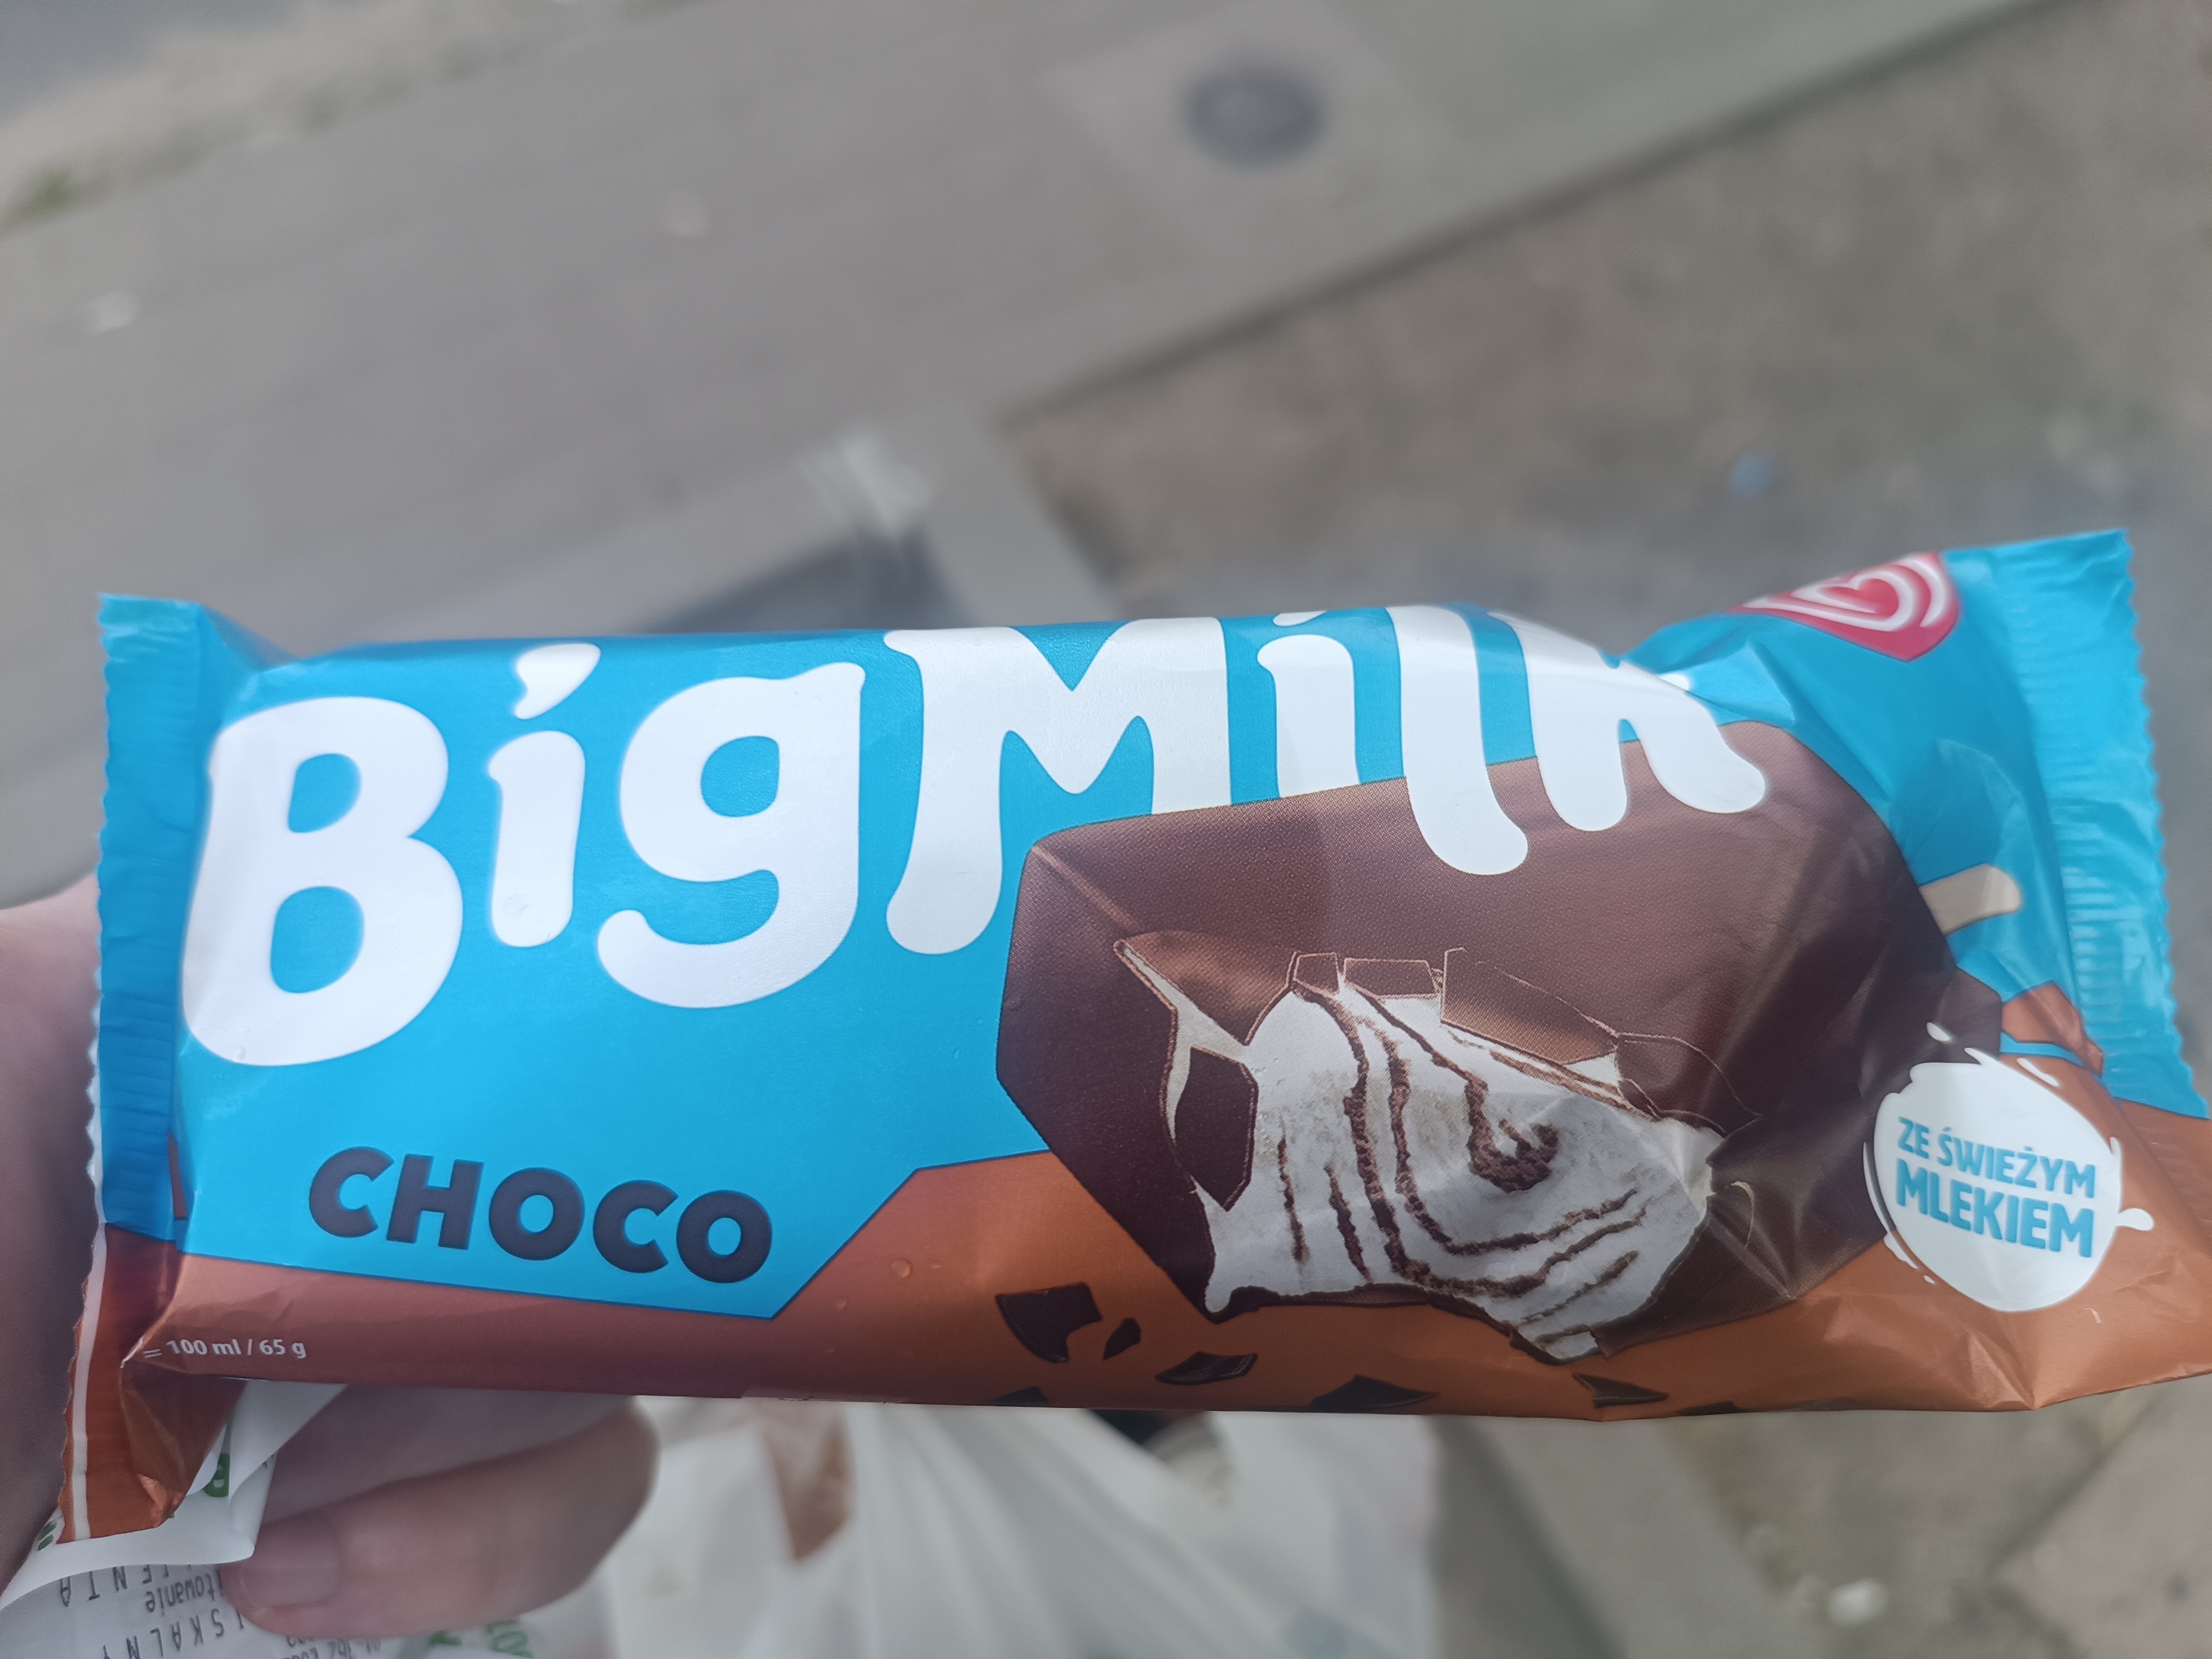 BigMilk
CHOCO
ZE ŚWIEŻYM
MLEKIEM
= 100 ml / 65 g